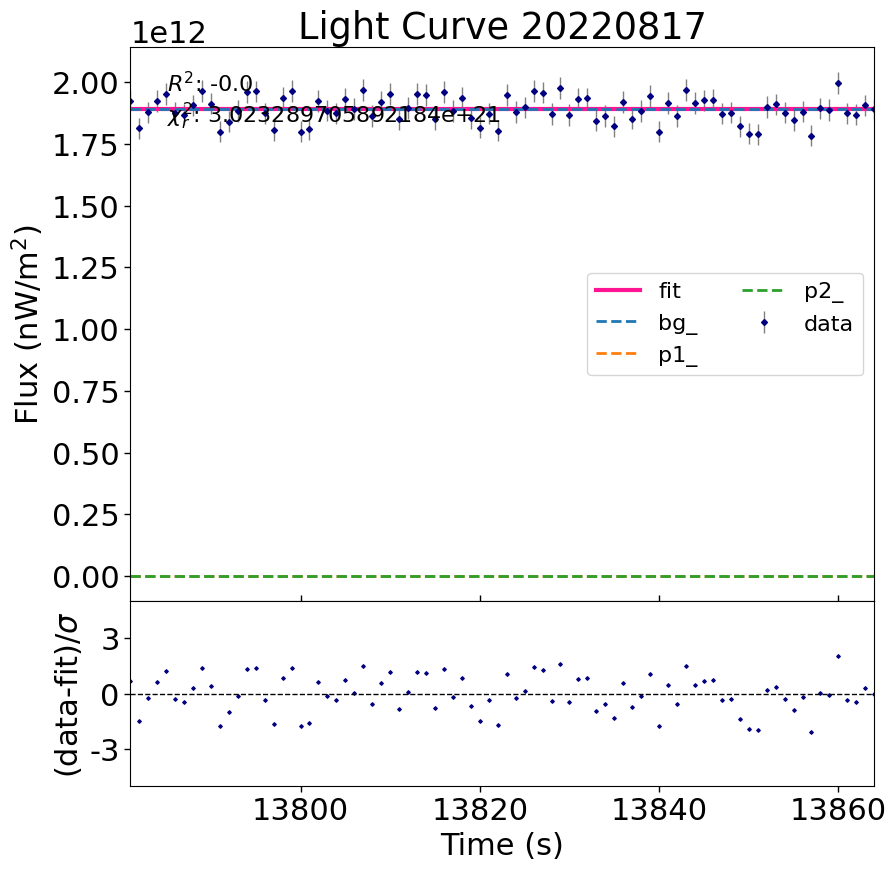 Light Curve 20220817
1e12
R²: -0.0
χ²ᵣ: 3.023289705892184e+21
2.00
1.75
1.50
1.25
1.00
0.75
0.50
0.25
0.00
Flux (nW/m²)
fit
bg_
p1_
p2_
data
3
0
-3
(data-fit)/σ
13800 13820 13840 13860
Time (s)